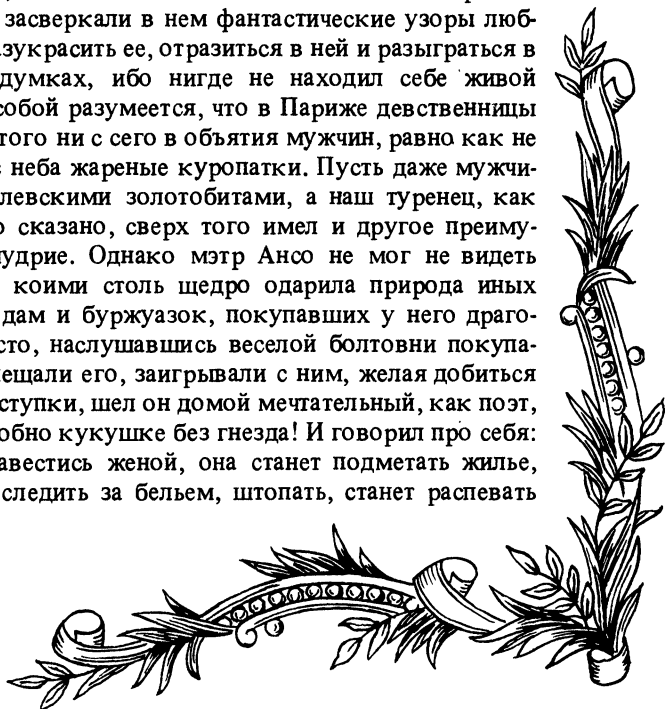 засверкали в нем фантастические узоры люб-
азукрасить ее, отразиться в ней и разыграться в
думках, ибо нигде не находил себе живой
собой разумеется, что в Париже девственницы
того ни с сего в объятия мужчин, равно как не
неба жареные куропатки. Пусть даже мужчи-
левскими золотобитами, а наш туренец, как
о сказано, сверх того имел и другое преиму-
удрие. Однако мэтр Ансо не мог не видеть
коими столь щедро одарила природа иных
дам и буржуазок, покупавших у него драго-
сто, наслушавшись веселой болтовни покупа-
ещали его, заигрывали с ним, желая добиться
ступки, шел он домой мечтательный, как поэт,
обно кукушке без гнезда! И говорил про себя:
авестись женой, она станет подметать жилье,
следить за бельем, штопать, станет распевать